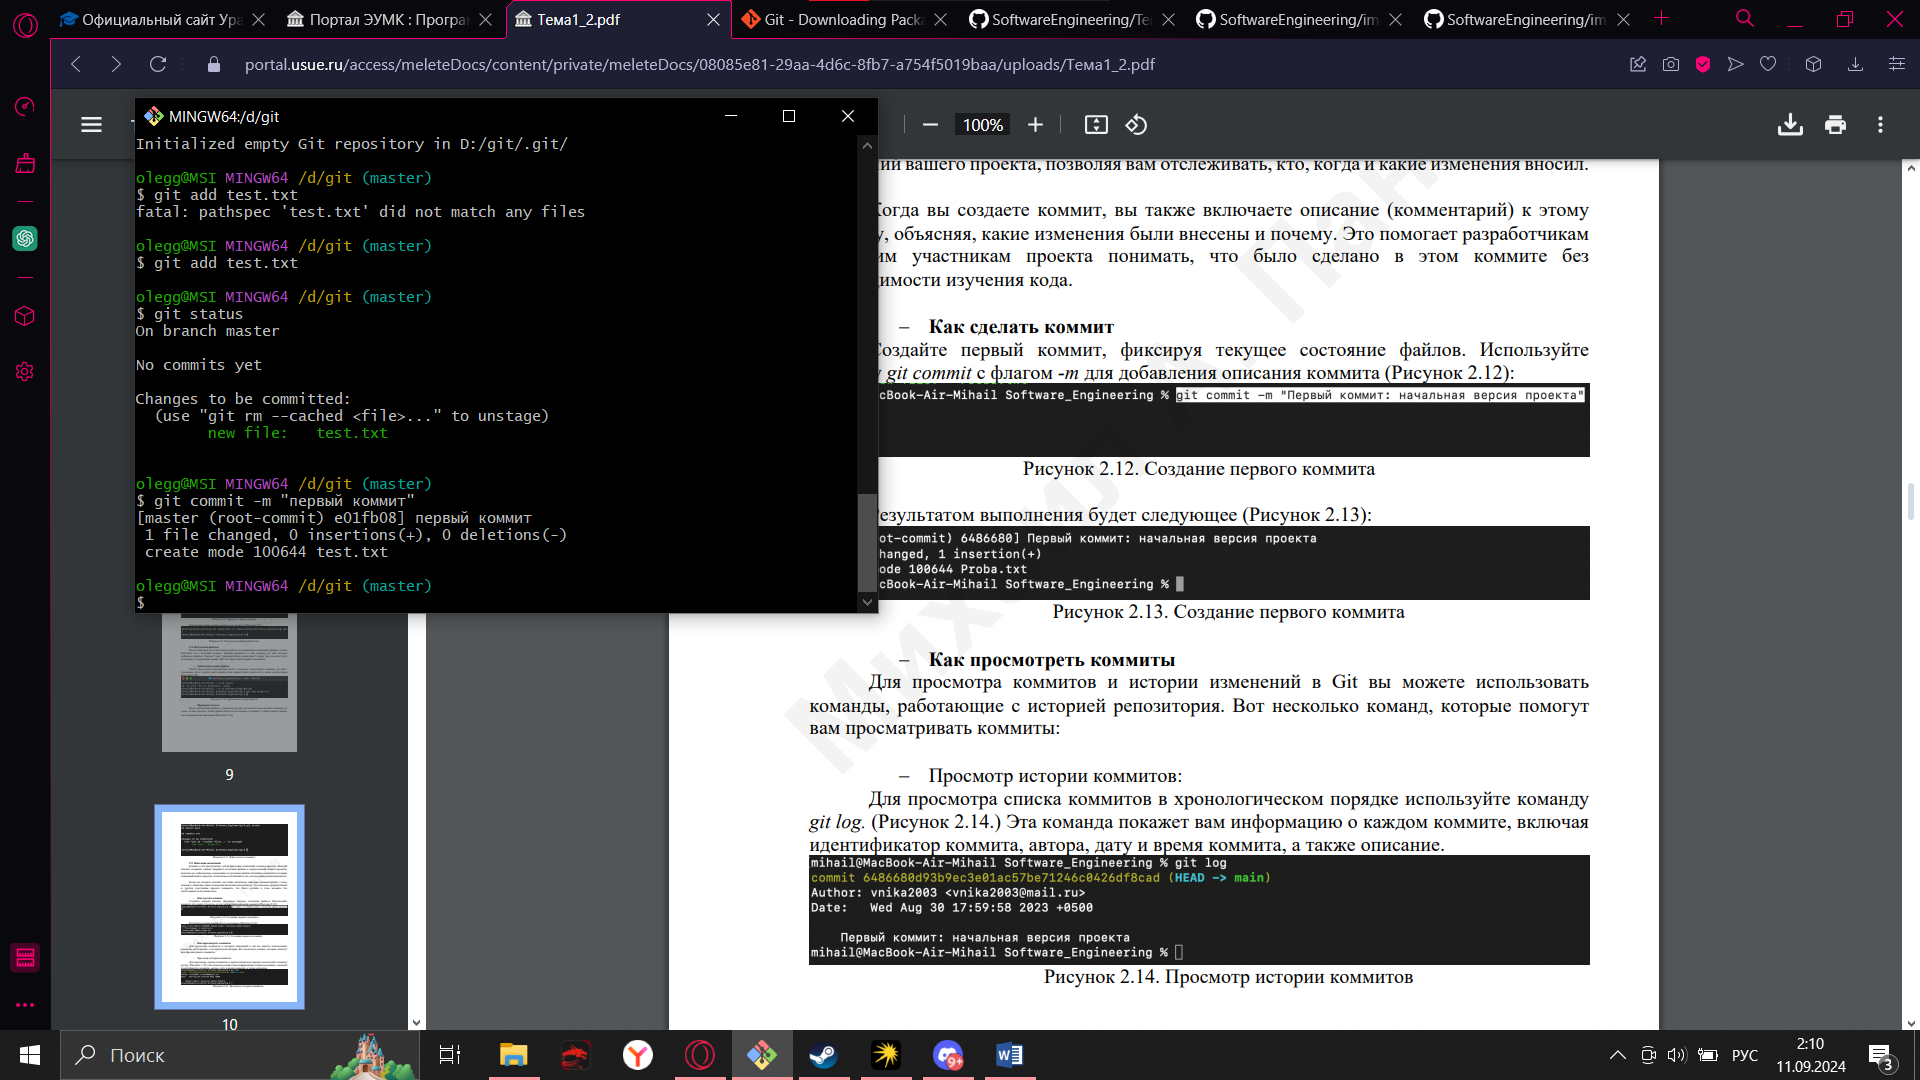 Официальный сайт Ура
Портал ЭУМК : Програм
Тема1_2.pdf
Git - Downloading Packa
SoftwareEngineering/Те
SoftwareEngineering/im
SoftwareEngineering/im
portal.usue.ru/access/meleteDocs/content/private/meleteDocs/08085e81-29aa-4d6c-8fb7-a754f5019baa/uploads/Тема1_2.pdf
100%
MINGW64:/d/git
Initialized empty Git repository in D:/git/.git/
olegg@MSI MINGW64 /d/git (master)
$ git add test.txt
fatal: pathspec 'test.txt' did not match any files
olegg@MSI MINGW64 /d/git (master)
$ git add test.txt
olegg@MSI MINGW64 /d/git (master)
$ git status
On branch master
No commits yet
Changes to be committed:
(use "git rm --cached <file>..." to unstage)
new file:   test.txt
olegg@MSI MINGW64 /d/git (master)
$ git commit -m "первый коммит"
[master (root-commit) e01fb08] первый коммит
1 file changed, 0 insertions(+), 0 deletions(-)
create mode 100644 test.txt
olegg@MSI MINGW64 /d/git (master)
$
ий вашего проекта, позволяя вам отслеживать, кто, когда и какие изменения вносил.
Когда вы создаете коммит, вы также включаете описание (комментарий) к этому
у, объясняя, какие изменения были внесены и почему. Это помогает разработчикам
им участникам проекта понимать, что было сделано в этом коммите без
димости изучения кода.
– Как сделать коммит
Создайте первый коммит, фиксируя текущее состояние файлов. Используйте
у git commit с флагом -m для добавления описания коммита (Рисунок 2.12):
cBook-Air-Mihail Software_Engineering % git commit -m "Первый коммит: начальная версия проекта"
Рисунок 2.12. Создание первого коммита
Результатом выполнения будет следующее (Рисунок 2.13):
ot-commit) 6486680] Первый коммит: начальная версия проекта
hanged, 1 insertion(+)
ode 100644 Proba.txt
cBook-Air-Mihail Software_Engineering %
Рисунок 2.13. Создание первого коммита
– Как просмотреть коммиты
Для просмотра коммитов и истории изменений в Git вы можете использовать
команды, работающие с историей репозитория. Вот несколько команд, которые помогут
вам просматривать коммиты:
– Просмотр истории коммитов:
Для просмотра списка коммитов в хронологическом порядке используйте команду
git log. (Рисунок 2.14.) Эта команда покажет вам информацию о каждом коммите, включая
идентификатор коммита, автора, дату и время коммита, а также описание.
mihail@MacBook-Air-Mihail Software_Engineering % git log
commit 6486680d93b9ec3e01ac57be71246c0426df8cad (HEAD -> main)
Author: vnika2003 <vnika2003@mail.ru>
Date:   Wed Aug 30 17:59:58 2023 +0500
Первый коммит: начальная версия проекта
mihail@MacBook-Air-Mihail Software_Engineering %
Рисунок 2.14. Просмотр истории коммитов
9
10
Поиск
9+
РУС
2:10
11.09.2024
3